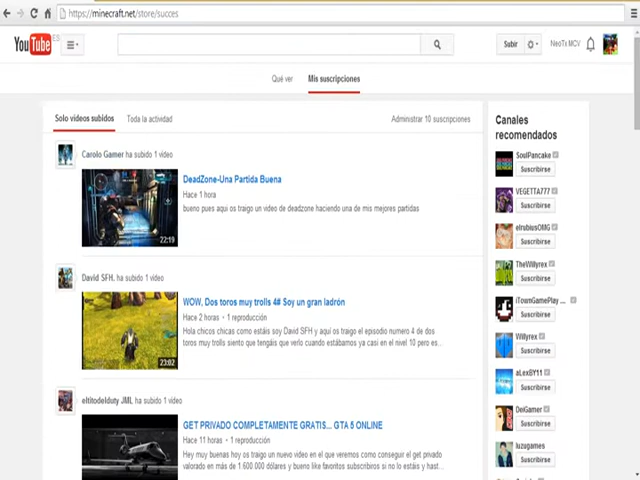 https://minecraft.net/store/succes
YouTube ES
Subir
NeoTx MCV
Qué ver
Mis suscripciones
Solo vídeos subidos
Toda la actividad
Administrar 10 suscripciones
Carolo Gamer ha subido 1 vídeo
DeadZone-Una Partida Buena
Hace 1 hora
bueno pues aqui os traigo un video de deadzone haciendo una de mis mejores partidas
22:19
David SFH. ha subido 1 vídeo
WOW. Dos toros muy trolls 4# Soy un gran ladrón
Hace 2 horas • 1 reproducción
Hola chicos chicas como estáis soy David SFH y aquí os traigo el episodio numero 4 de dos
toros muy trolls siento que tengáis que verlo cuando estábamos ya casi en el nivel 10 pero es...
23:02
eltitodelduty JML ha subido 1 vídeo
GET PRIVADO COMPLETAMENTE GRATIS... GTA 5 ONLINE
Hace 11 horas • 1 reproducción
Hey muy buenas hoy os traigo un nuevo video en el que veremos como conseguir el get privado
valorado en más de 1.600.000 dólares y bueno like favoritos subscribiros si no lo estáis y hast...
Canales
recomendados
SoulPancake
Suscribirse
VEGETTA777
Suscribirse
elrubiusOMG
Suscribirse
TheWillyrex
Suscribirse
iTownGamePlay ...
Suscribirse
Willyrex
Suscribirse
aLexBY11
Suscribirse
DeiGamer
Suscribirse
luzugames
Suscribirse